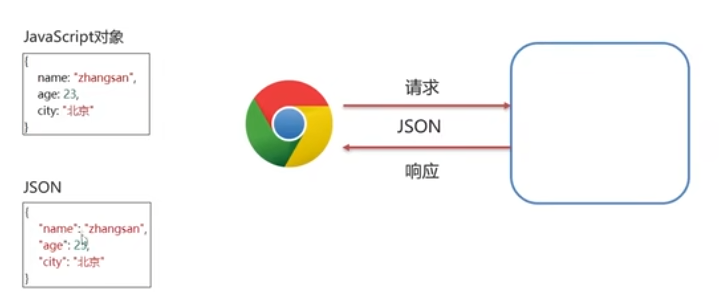 JavaScript对象
{
name: "zhangsan",
age: 23,
city: "北京"
}
JSON
{
"name": "zhangsan",
"age": 23,
"city": "北京"
}
请求
JSON
响应